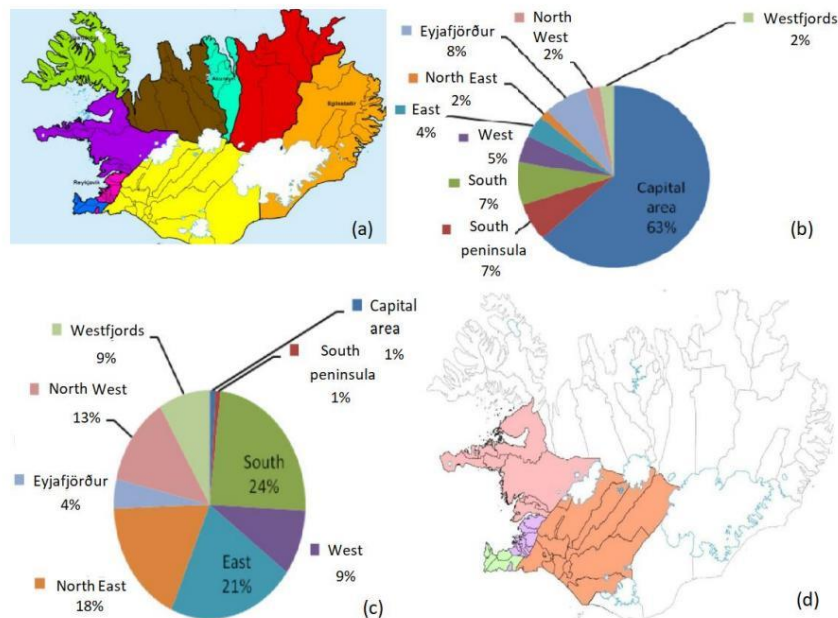 Reykjavik
Egilsstaðir
(a)
Eyjafjörður
8%
North
West
2%
Westfjords
2%
North East
2%
East
4%
West
5%
South
7%
South
peninsula
7%
Capital
area
63%
(b)
Westfjords
9%
North West
13%
Eyjafjörður
4%
North East
18%
Capital
area
1%
South
peninsula
1%
South
24%
East
21%
West
9%
(c)
(d)